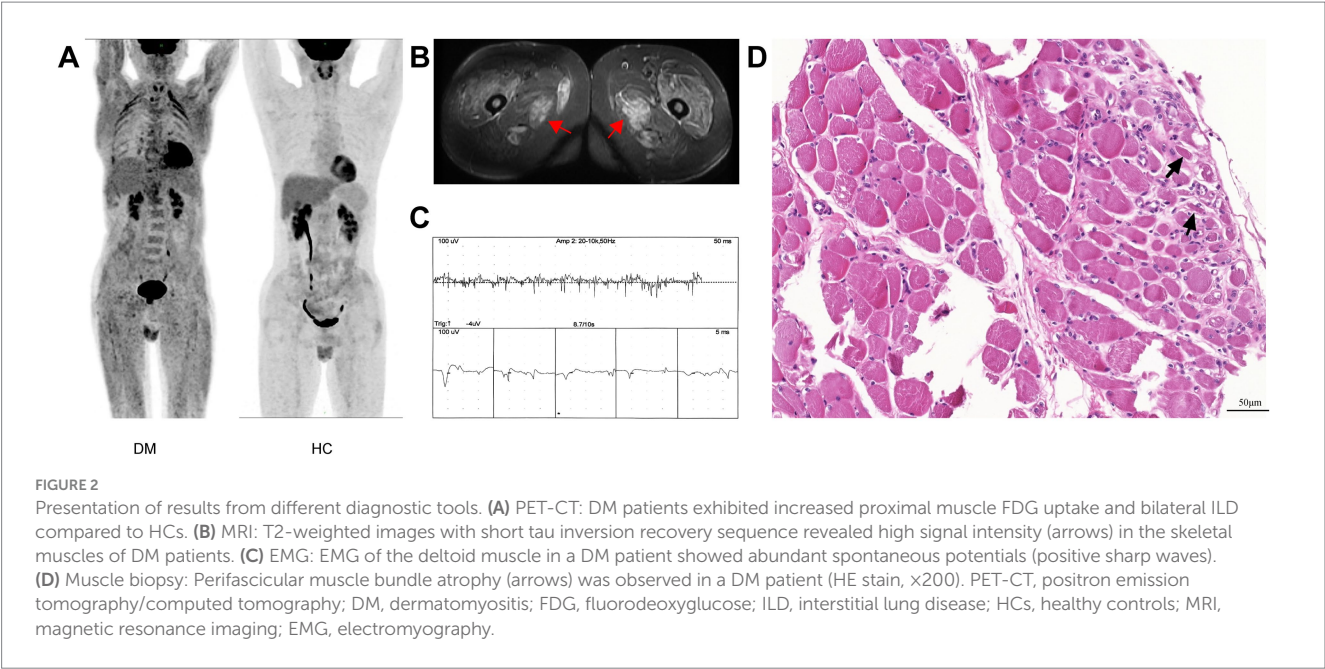 A
B
D
C
100 uV Amp 2: 20-10k,50Hz 50 ms
Trig:1 -4uV 8.7/10s
100 uV 5 ms
50μm
DM HC
FIGURE 2
Presentation of results from different diagnostic tools. (A) PET-CT: DM patients exhibited increased proximal muscle FDG uptake and bilateral ILD
compared to HCs. (B) MRI: T2-weighted images with short tau inversion recovery sequence revealed high signal intensity (arrows) in the skeletal
muscles of DM patients. (C) EMG: EMG of the deltoid muscle in a DM patient showed abundant spontaneous potentials (positive sharp waves).
(D) Muscle biopsy: Perifascicular muscle bundle atrophy (arrows) was observed in a DM patient (HE stain, ×200). PET-CT, positron emission
tomography/computed tomography; DM, dermatomyositis; FDG, fluorodeoxyglucose; ILD, interstitial lung disease; HCs, healthy controls; MRI,
magnetic resonance imaging; EMG, electromyography.